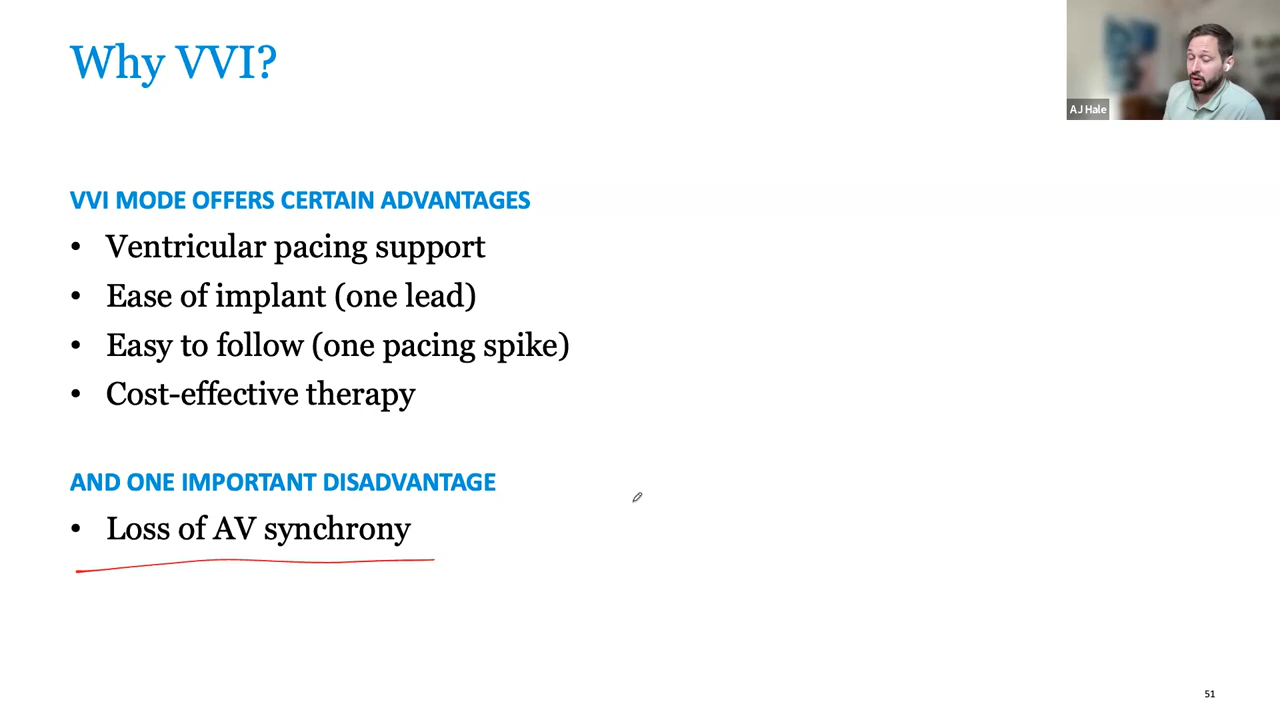 Why VVI?
AJ Hale
VVI MODE OFFERS CERTAIN ADVANTAGES
• Ventricular pacing support
• Ease of implant (one lead)
• Easy to follow (one pacing spike)
• Cost-effective therapy
AND ONE IMPORTANT DISADVANTAGE
• Loss of AV synchrony
51